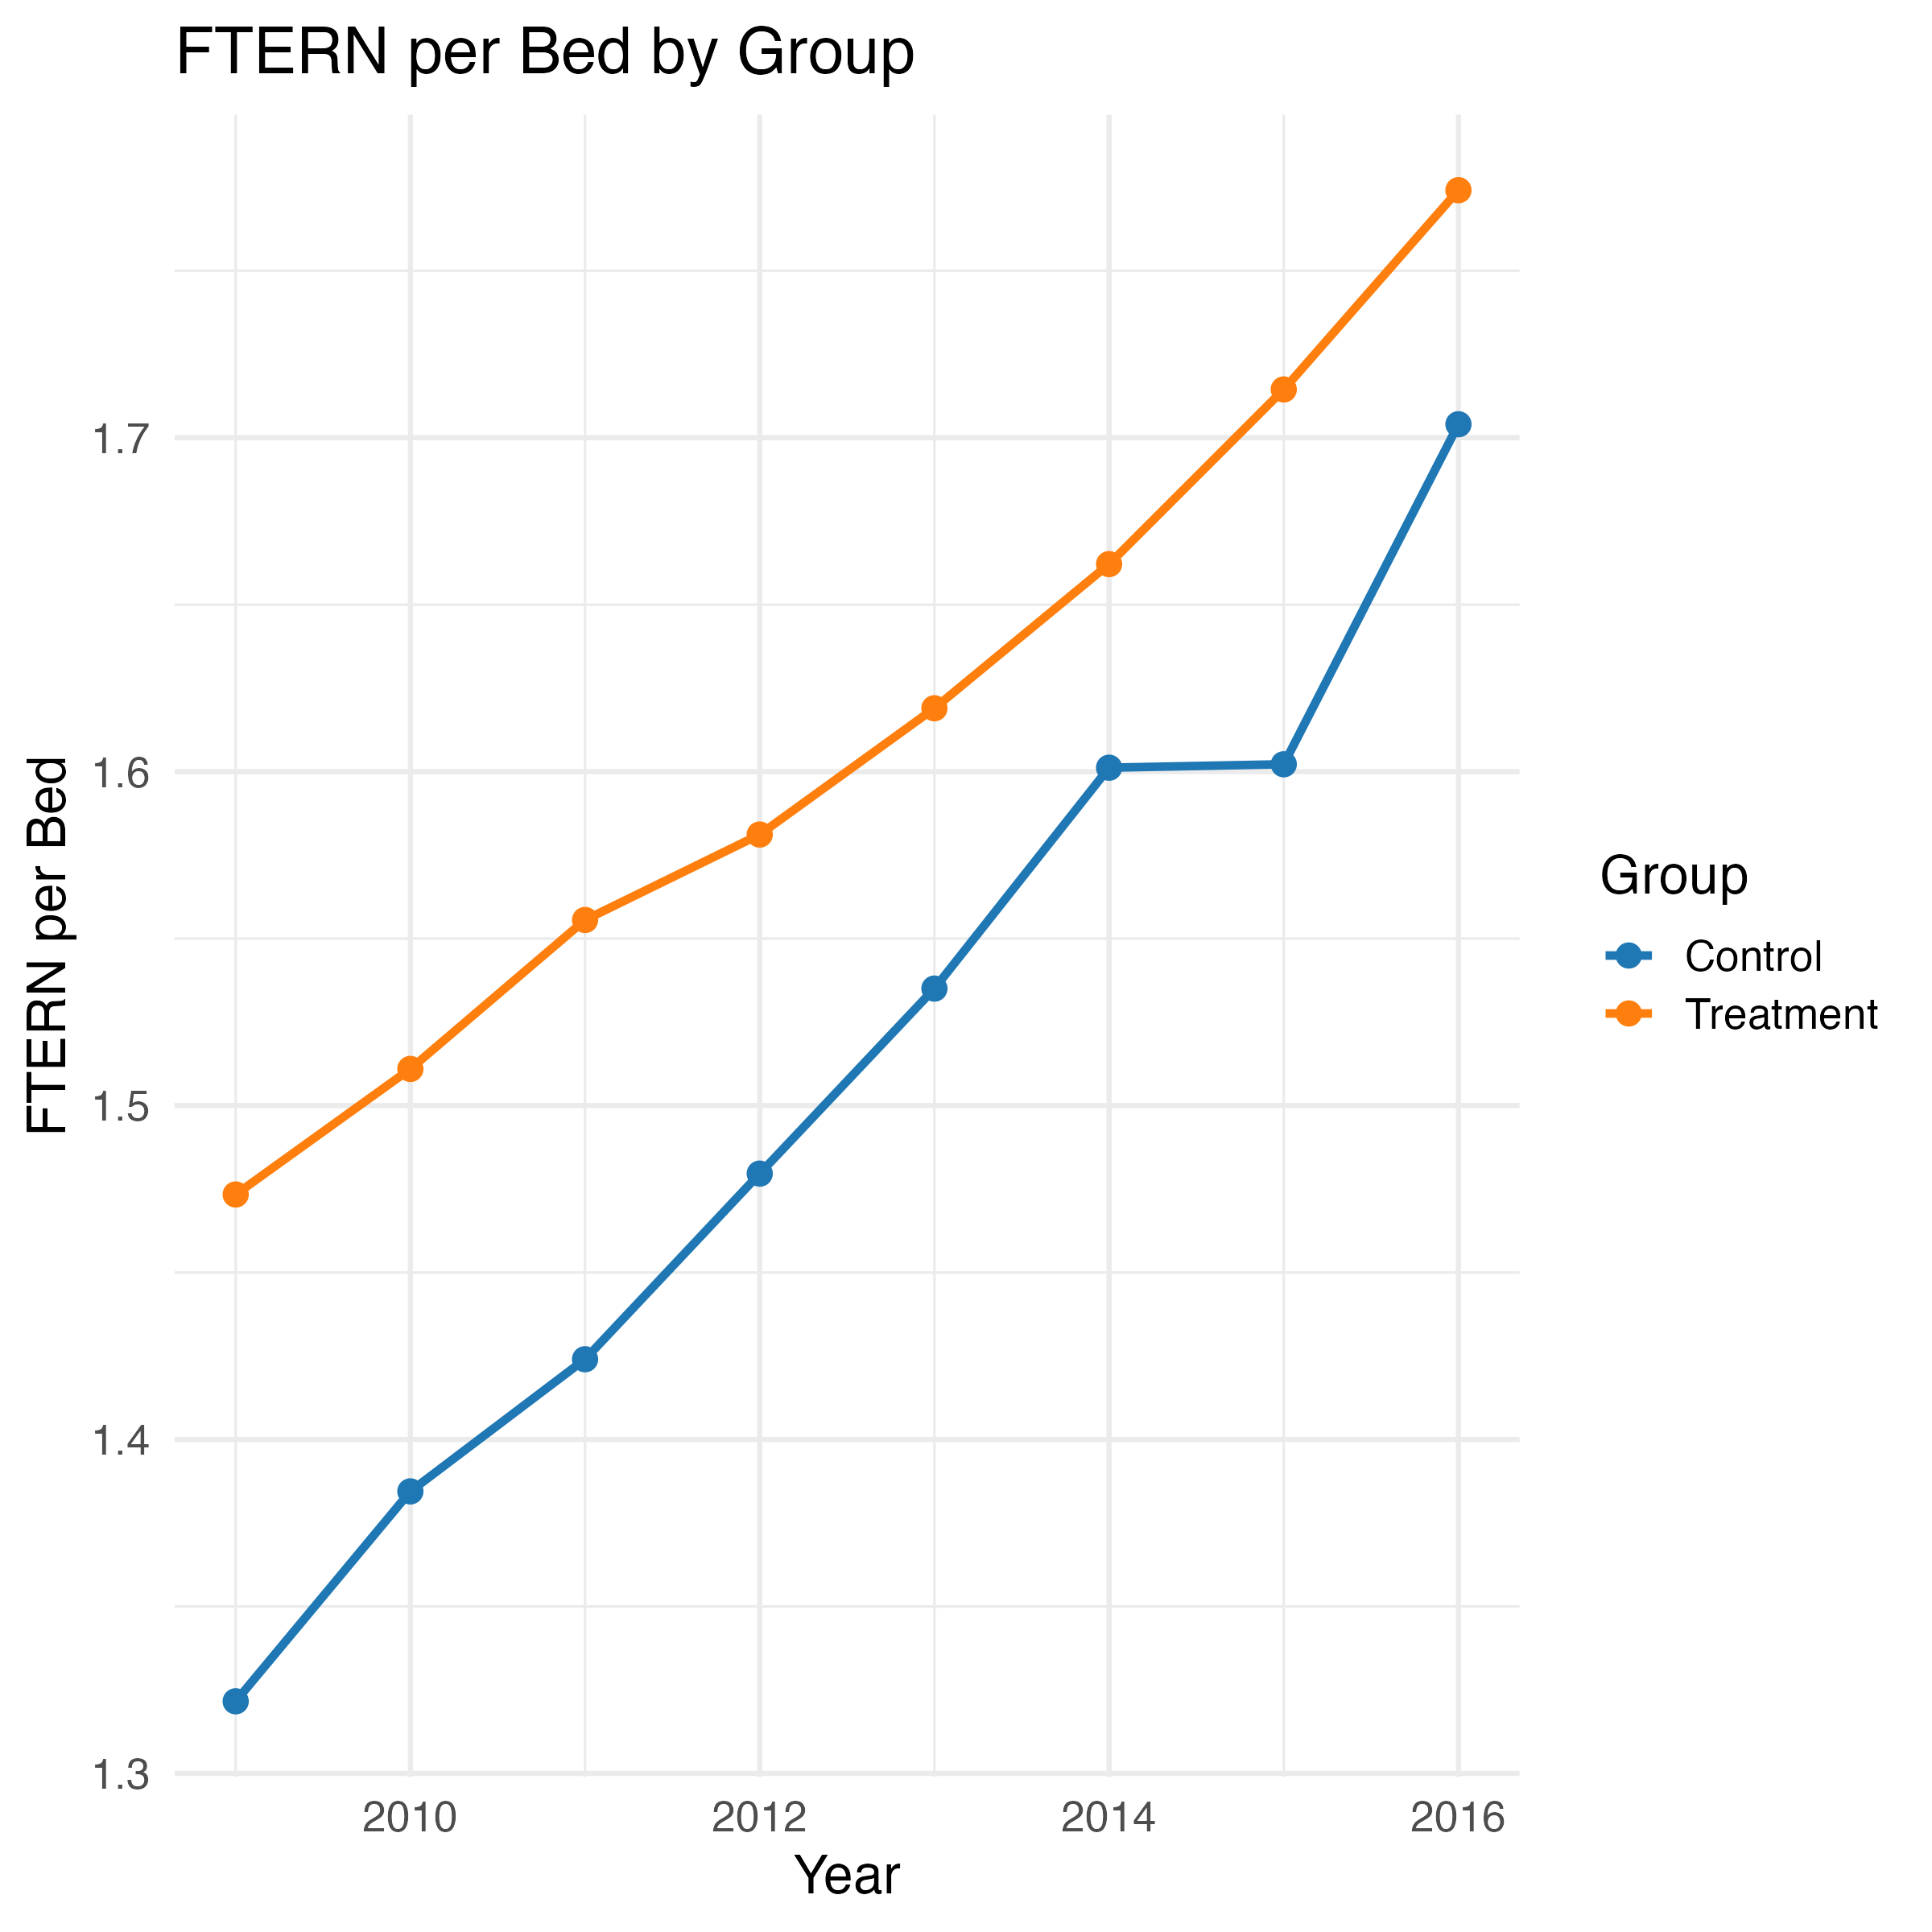 FTERN per Bed by Group
FTERN per Bed
1.7
1.6
1.5
1.4
1.3
2010
2012
2014
2016
Year
Group
Control
Treatment